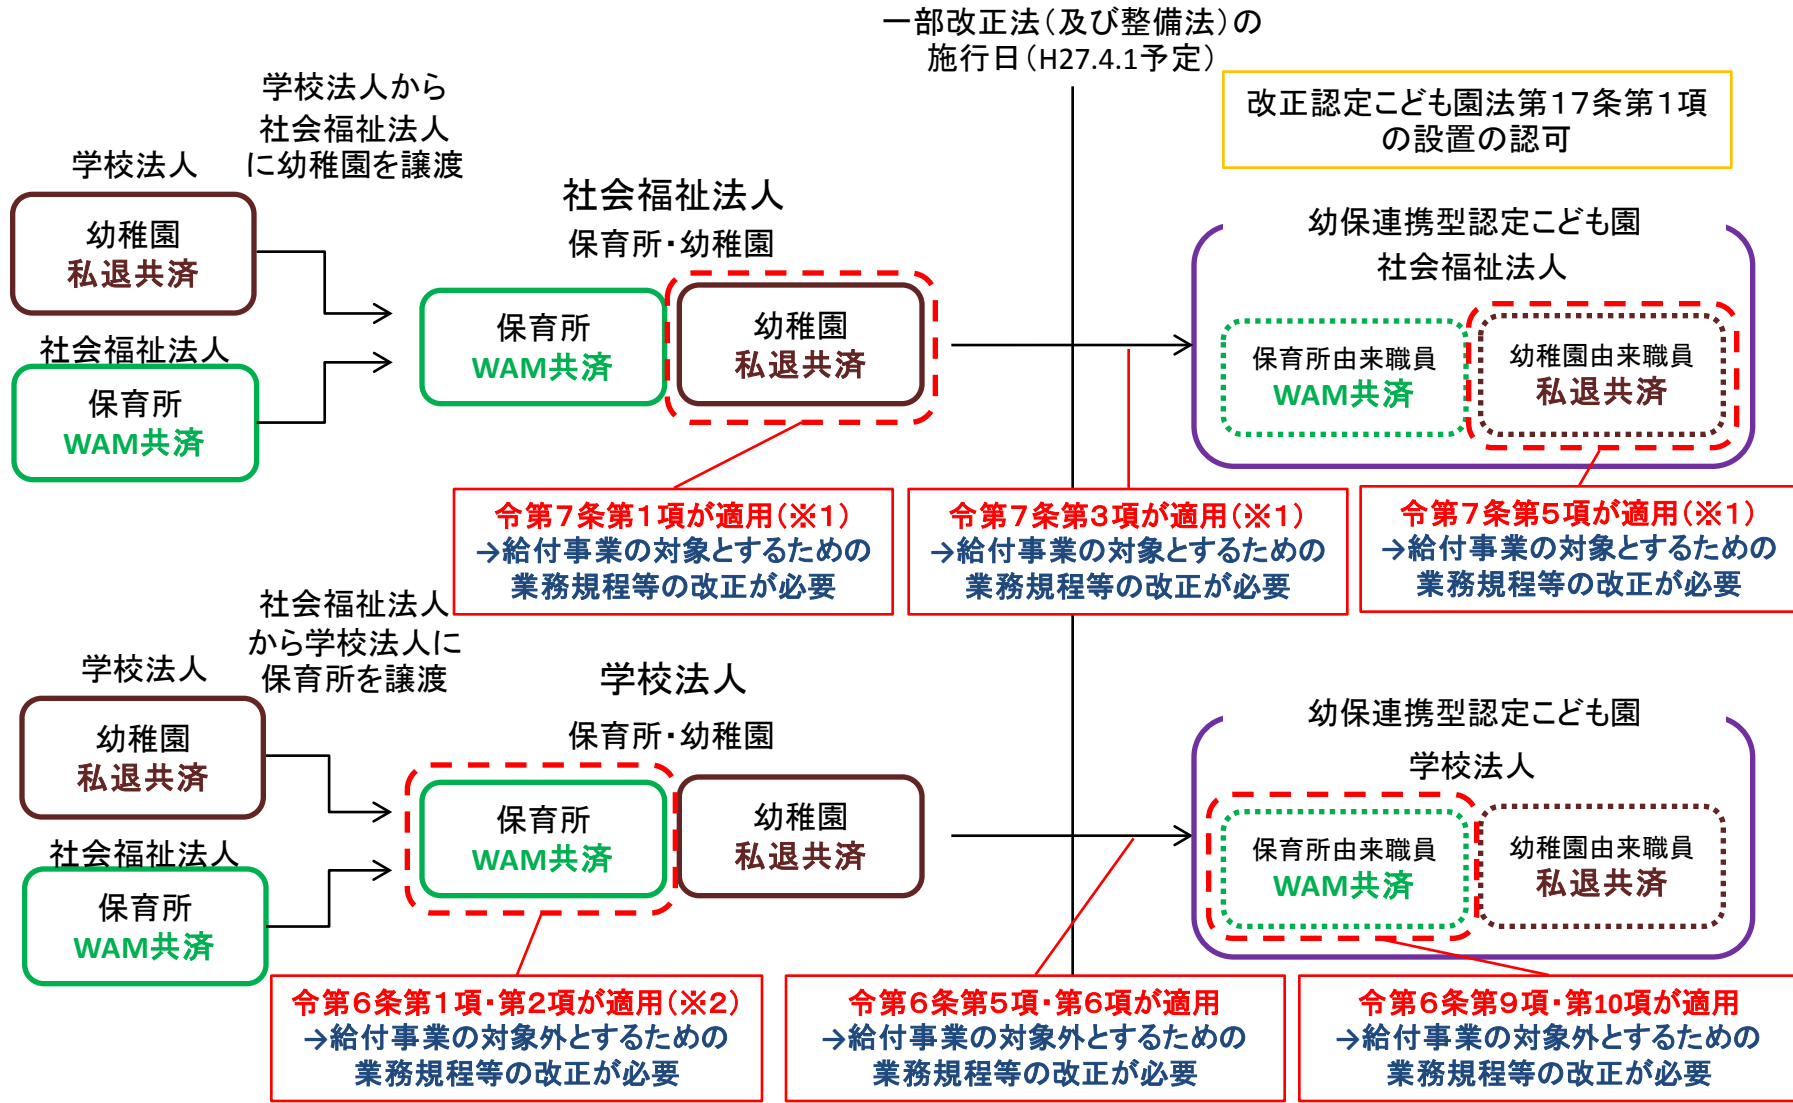 一部改正法(及び整備法)の
施行日(H27.4.1予定)
改正認定こども園法第17条第1項
の設置の認可
学校法人から
社会福祉法人
に幼稚園を譲渡
学校法人
幼稚園
私退共済
社会福祉法人
保育所
WAM共済
社会福祉法人
保育所・幼稚園
保育所
WAM共済
幼稚園
私退共済
幼保連携型認定こども園
社会福祉法人
保育所由来職員
WAM共済
幼稚園由来職員
私退共済
令第7条第1項が適用(※1)
→給付事業の対象とするための
業務規程等の改正が必要
令第7条第3項が適用(※1)
→給付事業の対象とするための
業務規程等の改正が必要
令第7条第5項が適用(※1)
→給付事業の対象とするための
業務規程等の改正が必要
社会福祉法人
から学校法人に
保育所を譲渡
学校法人
幼稚園
私退共済
社会福祉法人
保育所
WAM共済
学校法人
保育所・幼稚園
保育所
WAM共済
幼稚園
私退共済
幼保連携型認定こども園
学校法人
保育所由来職員
WAM共済
幼稚園由来職員
私退共済
令第6条第1項・第2項が適用(※2)
→給付事業の対象外とするための
業務規程等の改正が必要
令第6条第5項・第6項が適用
→給付事業の対象外とするための
業務規程等の改正が必要
令第6条第9項・第10項が適用
→給付事業の対象外とするための
業務規程等の改正が必要